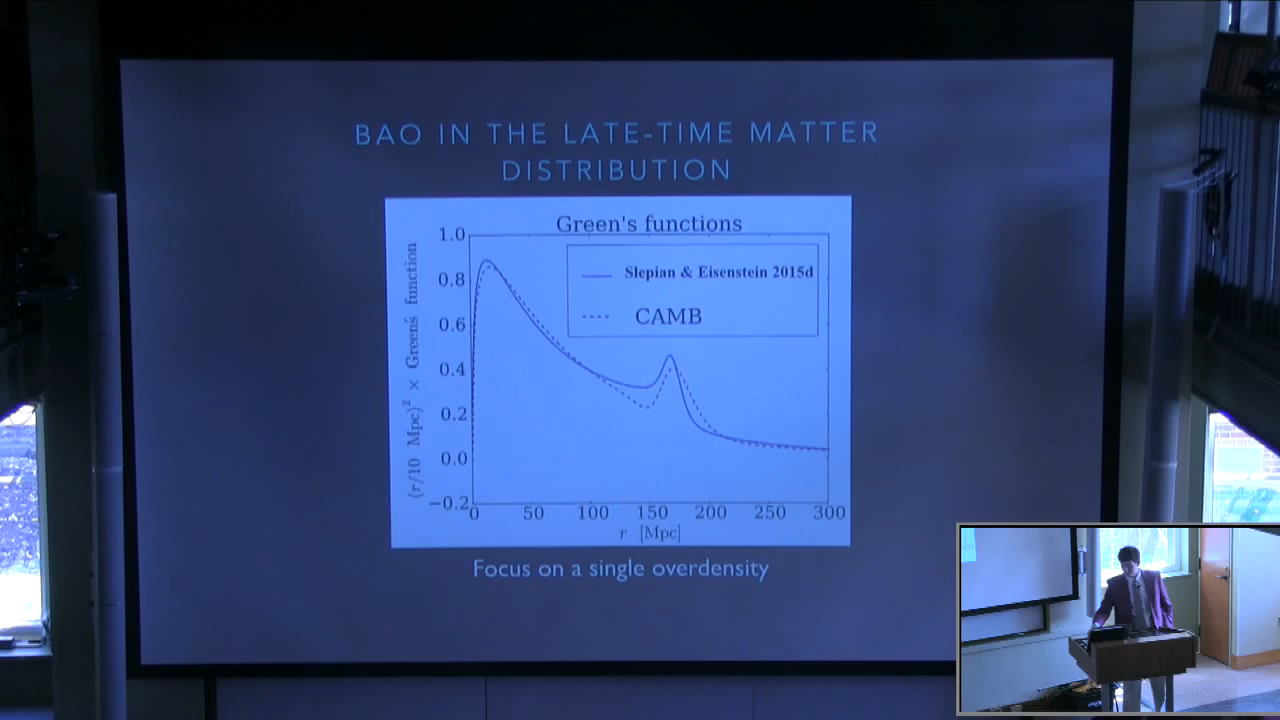 BAO IN THE LATE-TIME MATTER
DISTRIBUTION
Green's functions
Slepian & Eisenstein 2015d
CAMB
(r/10 Mpc)² × Greeńs function
1.0
0.8
0.6
0.4
0.2
0.0
−0.2
0 50 100 150 200 250 300
r [Mpc]
Focus on a single overdensity